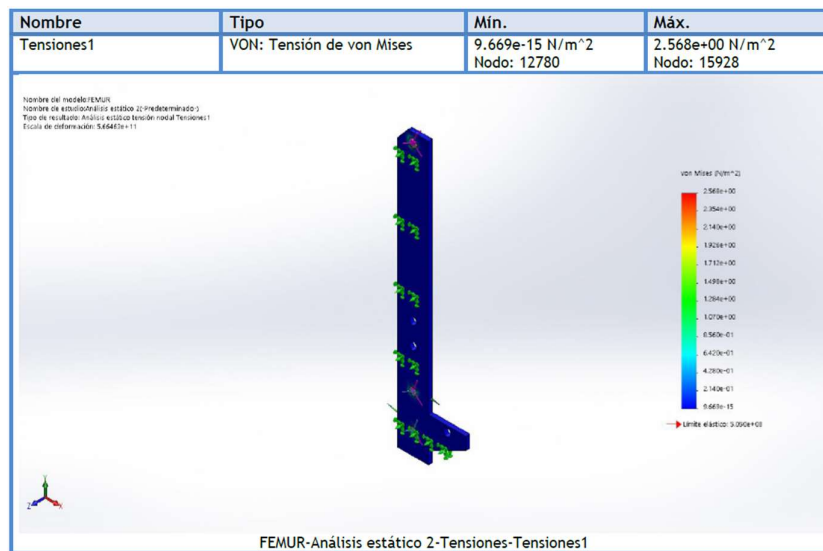 Nombre Tipo Mín. Máx.
Tensiones1 VON: Tensión de von Mises 9.669e-15 N/m^2 2.568e+00 N/m^2
Nodo: 12780 Nodo: 15928
Nombre del modelo:FEMUR
Nombre de estudio:Análisis estático 2(-Predeterminado-)
Tipo de resultado: Análisis estático tensión nodal Tensiones1
Escala de deformación: 5.66463e+11
von Mises (N/m^2)
2.568e+00
2.354e+00
2.140e+00
1.926e+00
1.712e+00
1.498e+00
1.284e+00
1.070e+00
8.560e-01
6.420e-01
4.280e-01
2.140e-01
9.669e-15
Límite elástico: 5.050e+08
Y
Z
X
FEMUR-Análisis estático 2-Tensiones-Tensiones1